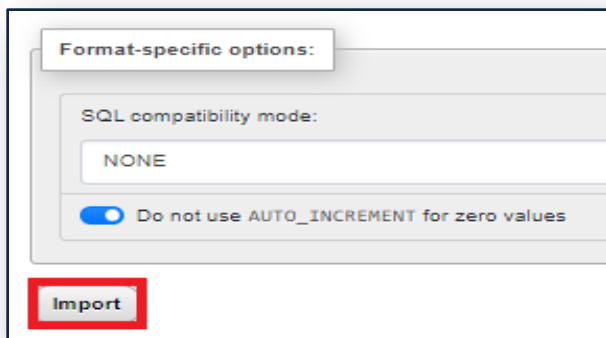 Format-specific options:
SQL compatibility mode:
NONE
Do not use AUTO_INCREMENT for zero values
Import